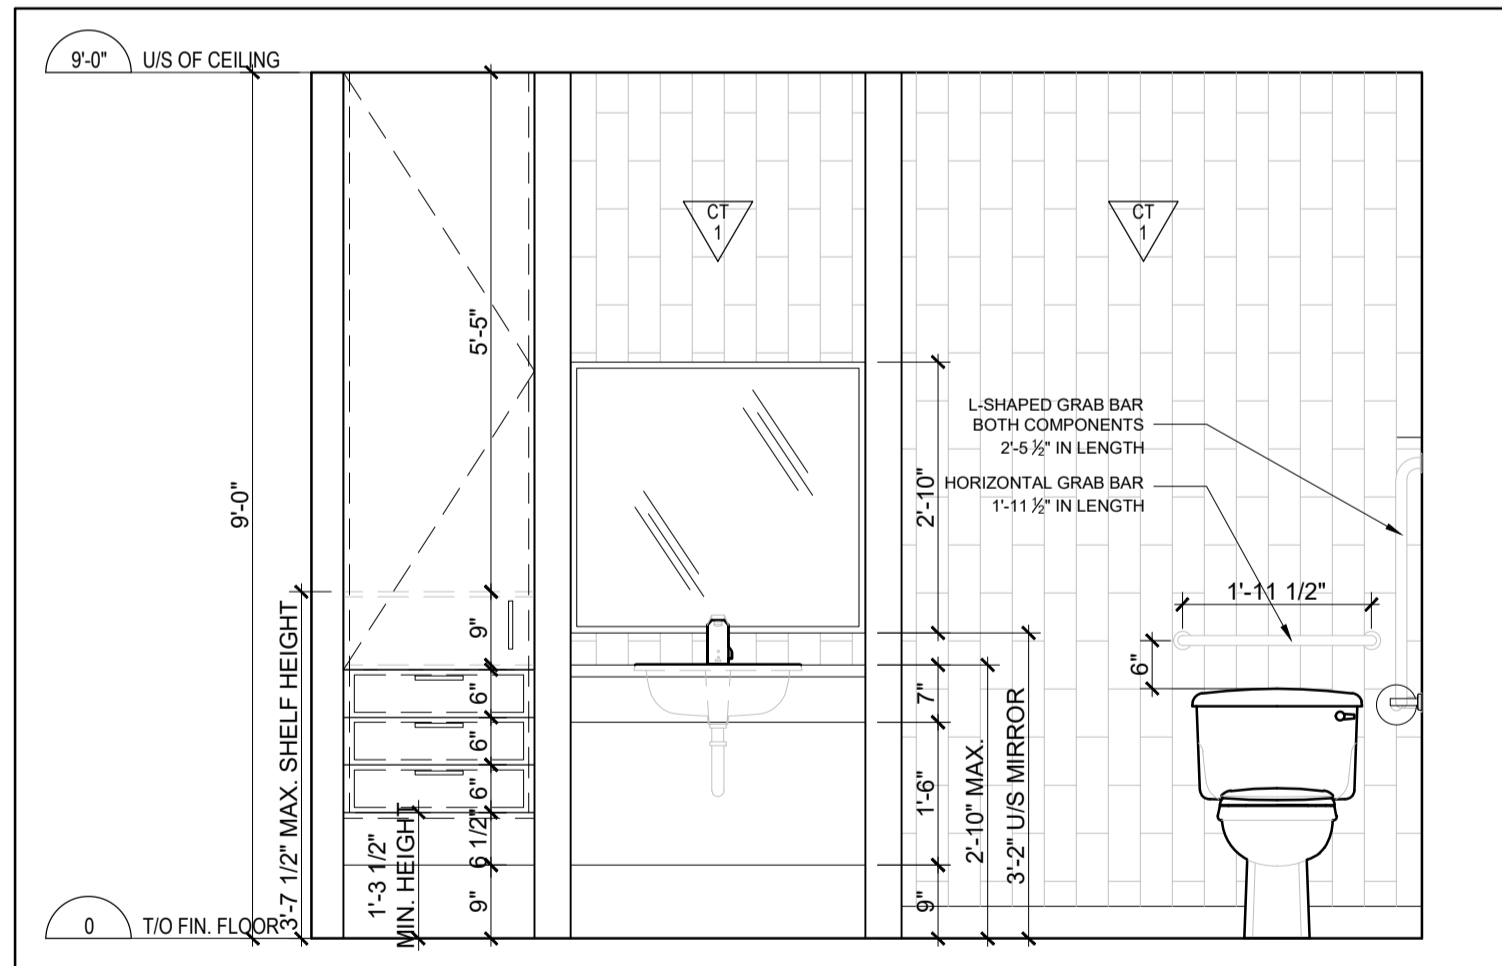 9'-0" U/S OF CEILING
CT
1
CT
1
5'-5"
9'-0"
L-SHAPED GRAB BAR
BOTH COMPONENTS
2'-5 ½" IN LENGTH
HORIZONTAL GRAB BAR
1'-11 ½" IN LENGTH
2'-10"
1'-11 1/2"
6"
3'-7 1/2" MAX. SHELF HEIGHT
9"
6"
6"
6"
6 1/2"
9"
1'-3 1/2"
MIN. HEIGHT
7"
1'-6"
9"
2'-10" MAX.
3'-2" U/S MIRROR
0 T/O FIN. FLOOR